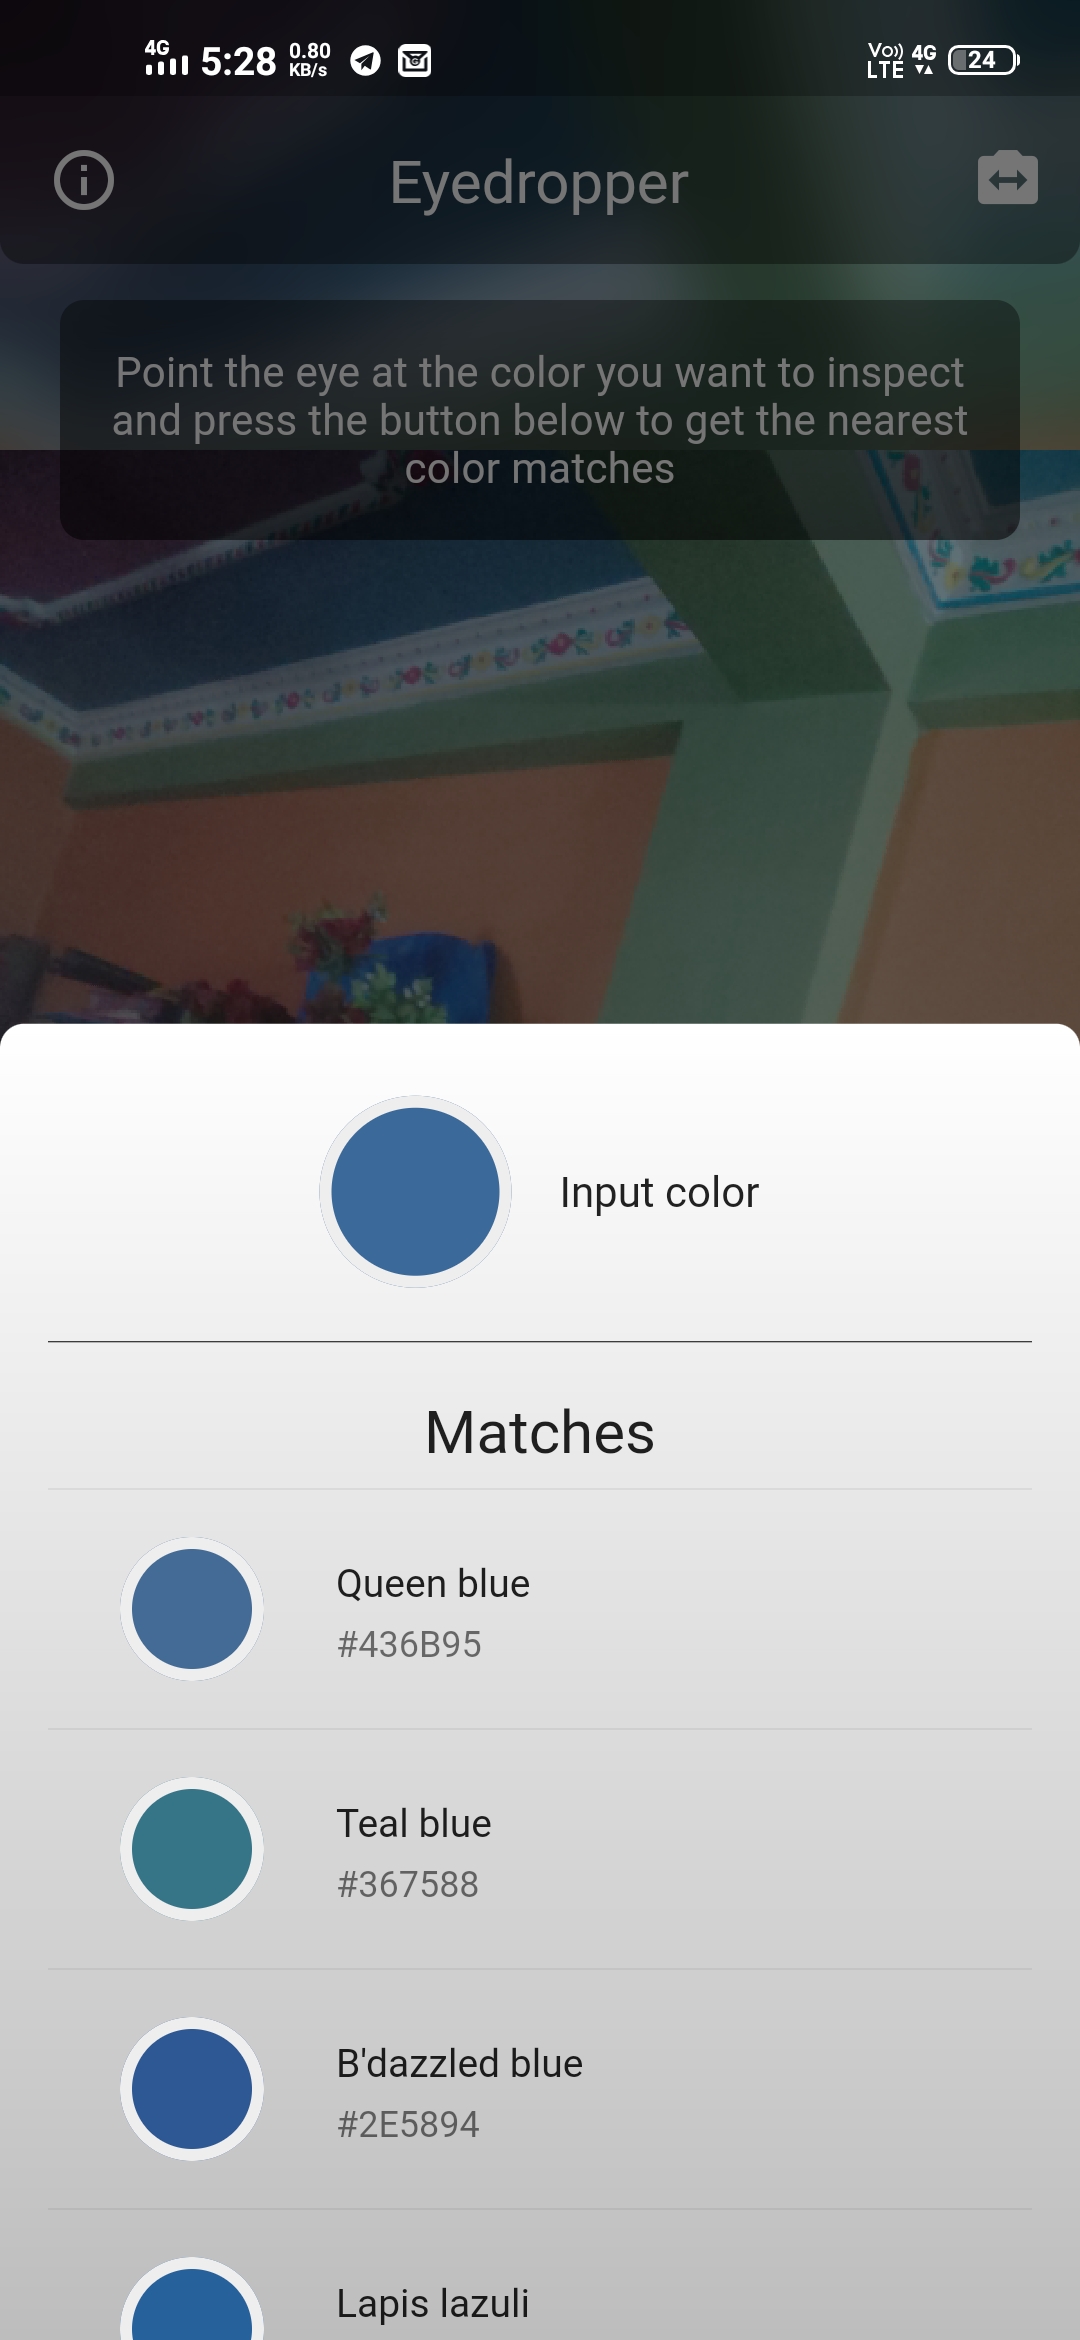 4G 5:28 0.80 KB/s Vo)) LTE 4G 24
Eyedropper
Point the eye at the color you want to inspect
and press the button below to get the nearest
color matches
Input color
Matches
Queen blue
#436B95
Teal blue
#367588
B'dazzled blue
#2E5894
Lapis lazuli